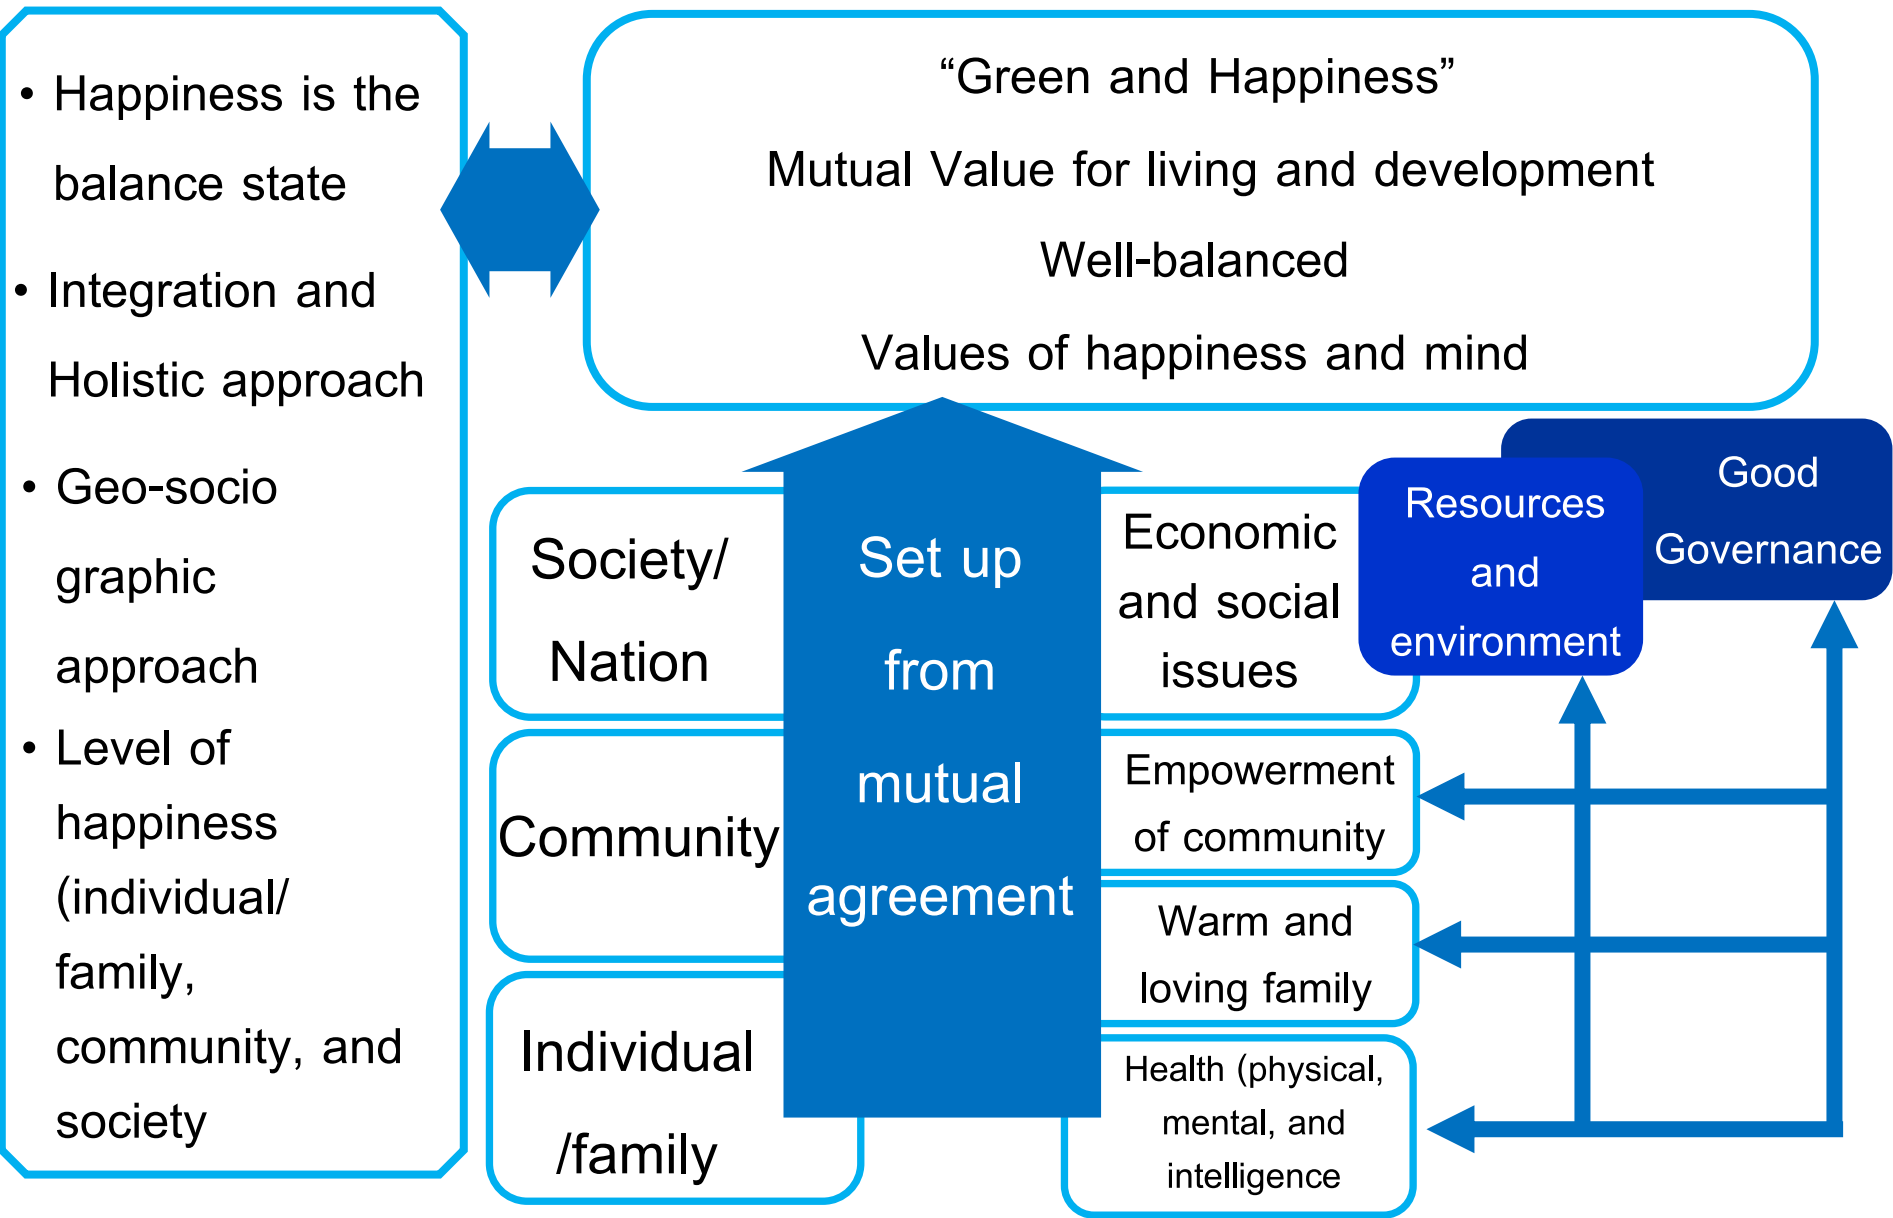 • Happiness is the
balance state
• Integration and
Holistic approach
• Geo-socio
graphic
approach
• Level of
happiness
(individual/
family,
community, and
society
“Green and Happiness”
Mutual Value for living and development
Well-balanced
Values of happiness and mind
Society/
Nation
Community
Individual
/family
Set up
from
mutual
agreement
Economic
and social
issues
Empowerment
of community
Warm and
loving family
Health (physical,
mental, and
intelligence
Resources
and
environment
Good
Governance